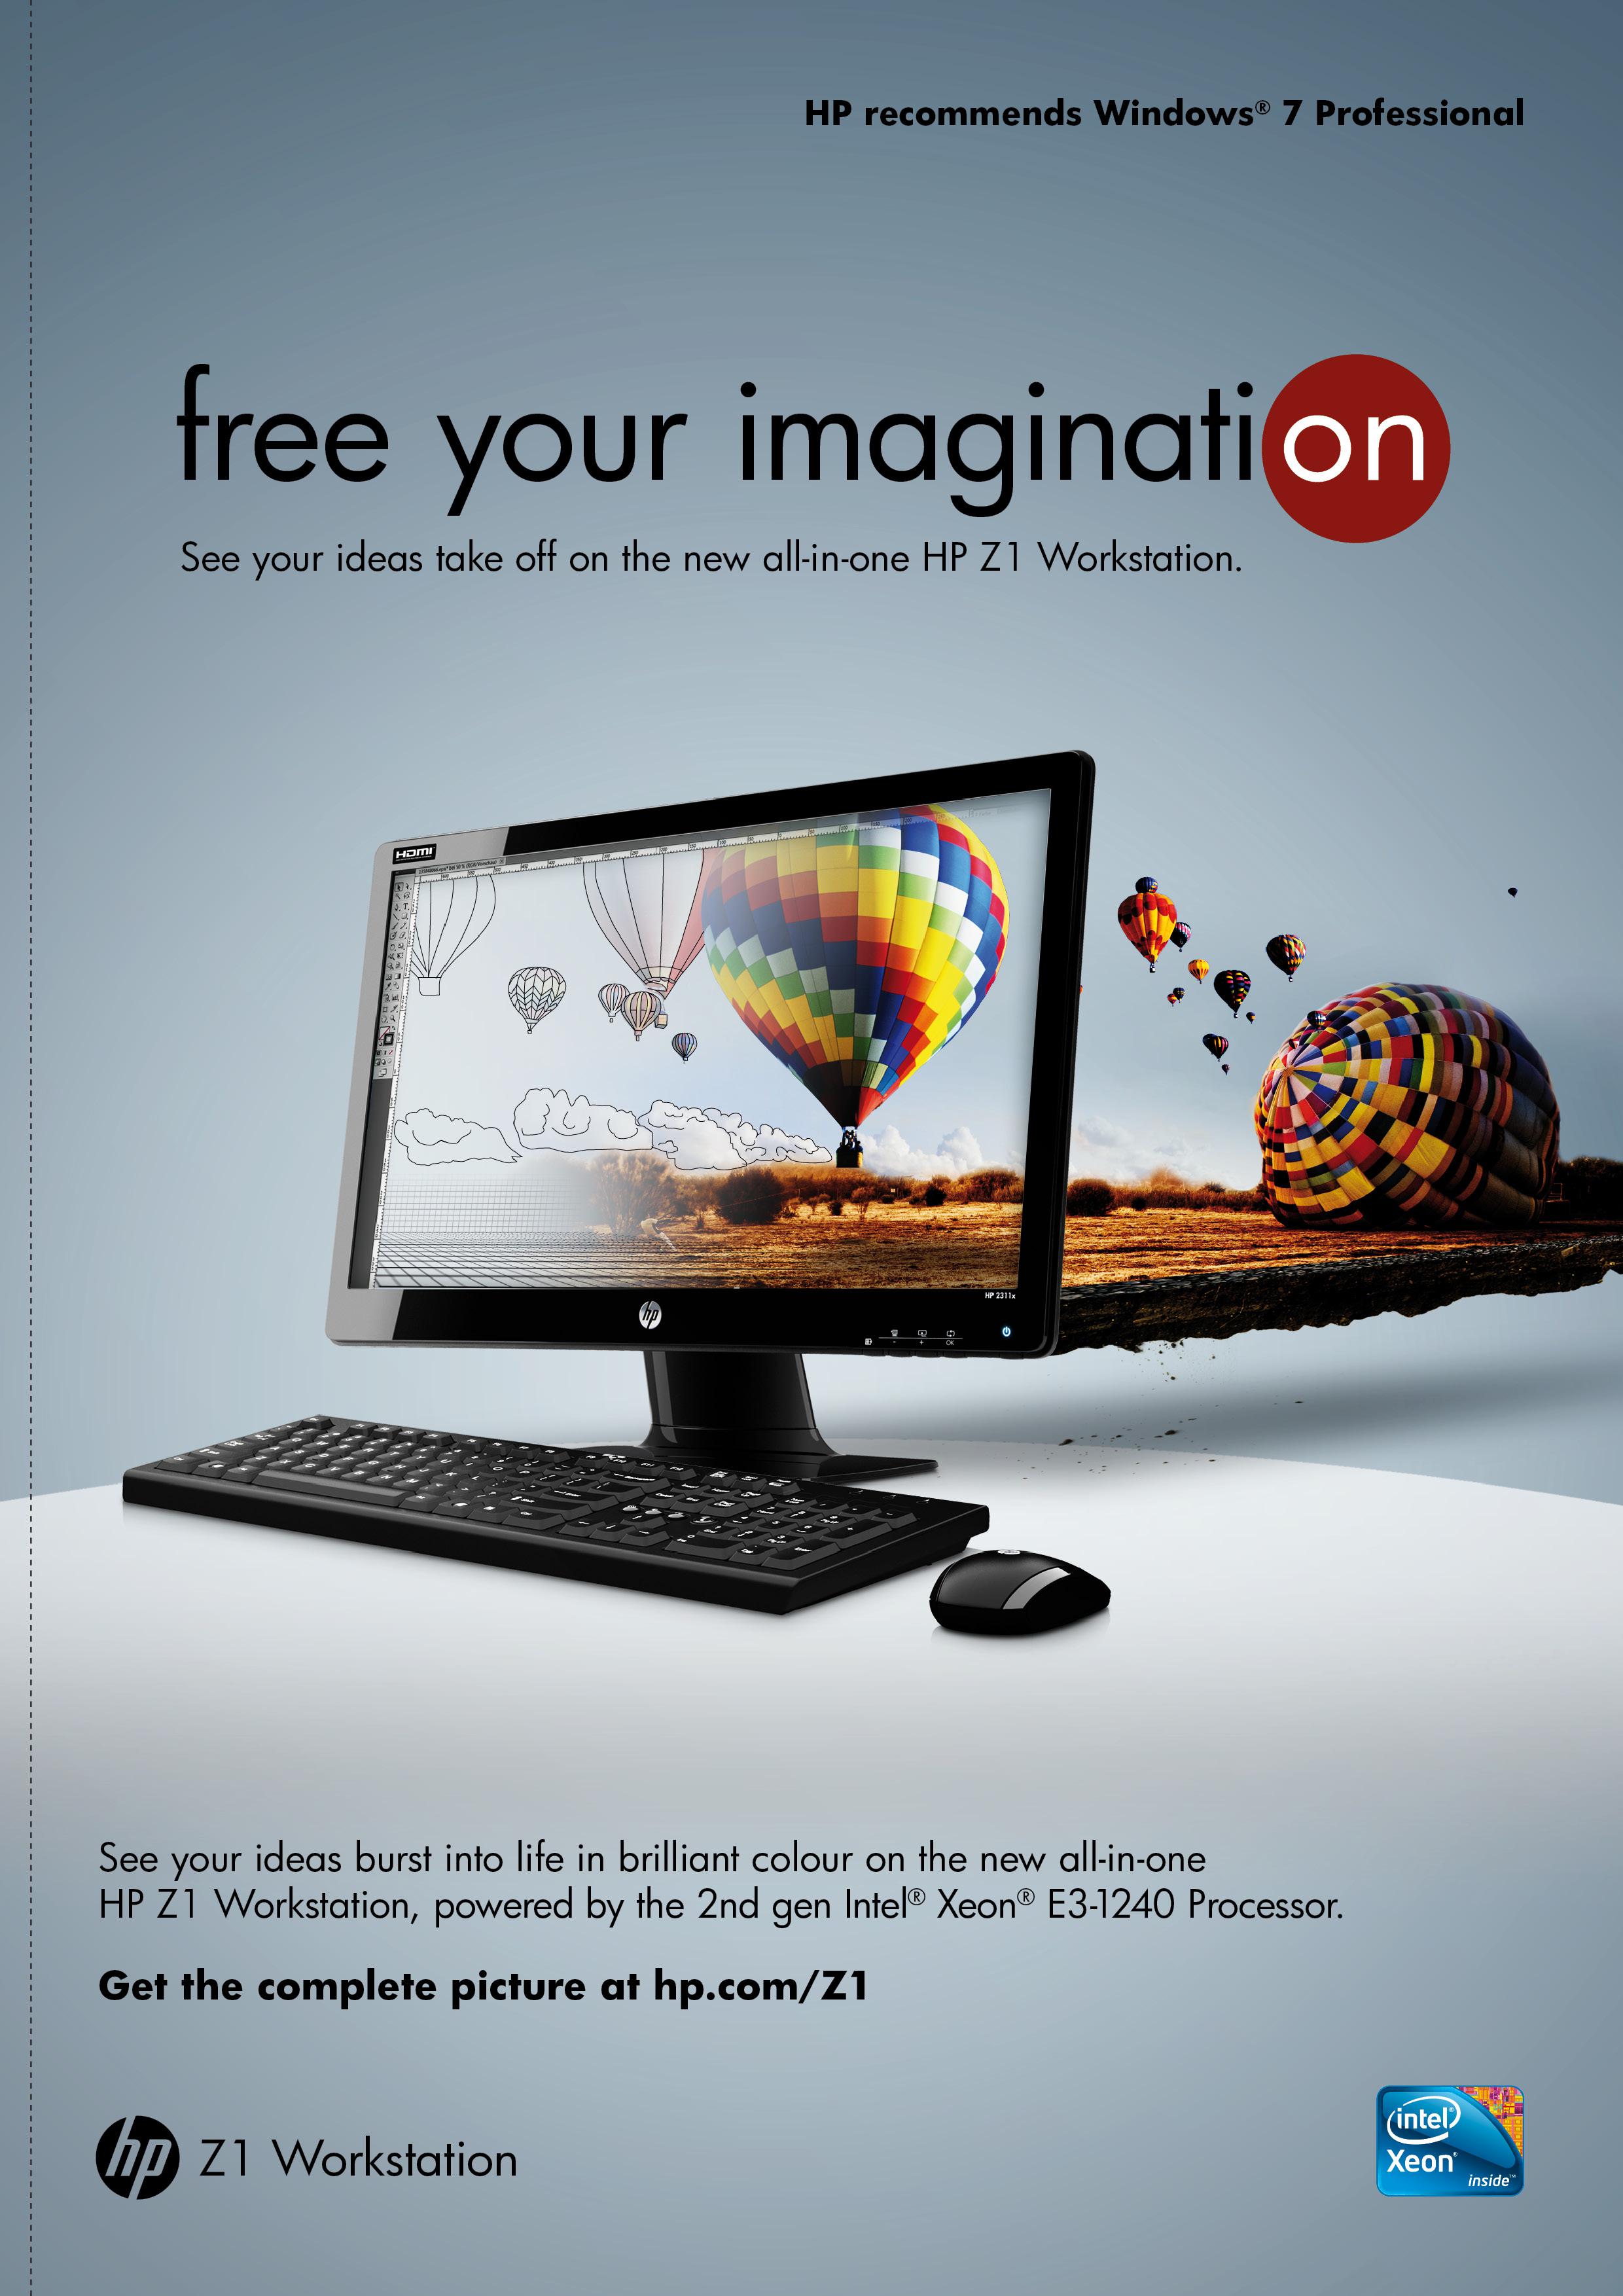 HP recommends Windows® 7 Professional
free your imagination
See your ideas take off on the new all-in-one HP Z1 Workstation.
HDMI
hp
HP 2311x
OK
See your ideas burst into life in brilliant colour on the new all-in-one
HP Z1 Workstation, powered by the 2nd gen Intel® Xeon® E3-1240 Processor.
Get the complete picture at hp.com/Z1
hp Z1 Workstation
intel®
Xeon®
inside™